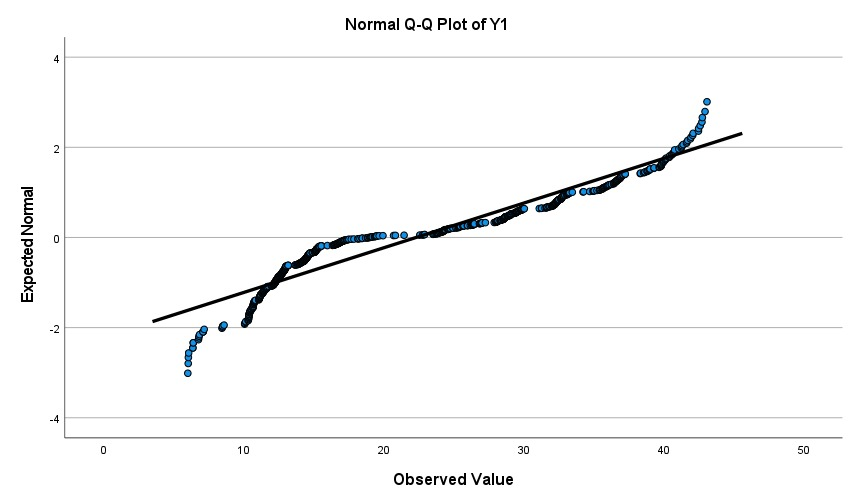 Normal Q-Q Plot of Y1
4
2
0
-2
-4
Expected Normal
0 10 20 30 40 50
Observed Value